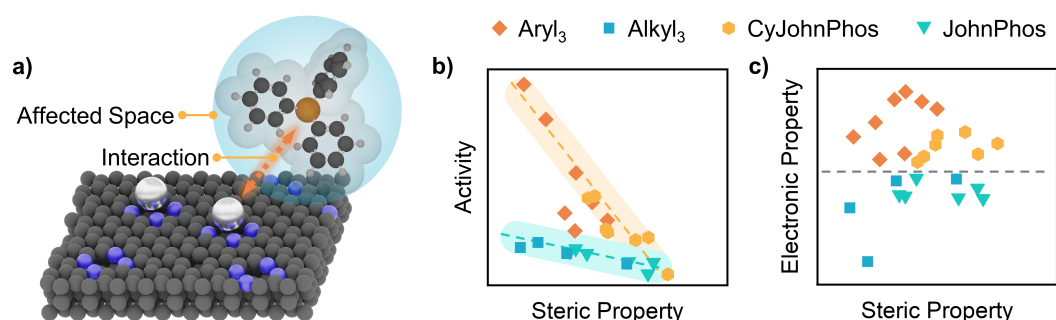 a)
Affected Space
Interaction
Aryl₃ Alkyl₃ CyJohnPhos JohnPhos
b)
Activity
Steric Property
c)
Electronic Property
Steric Property